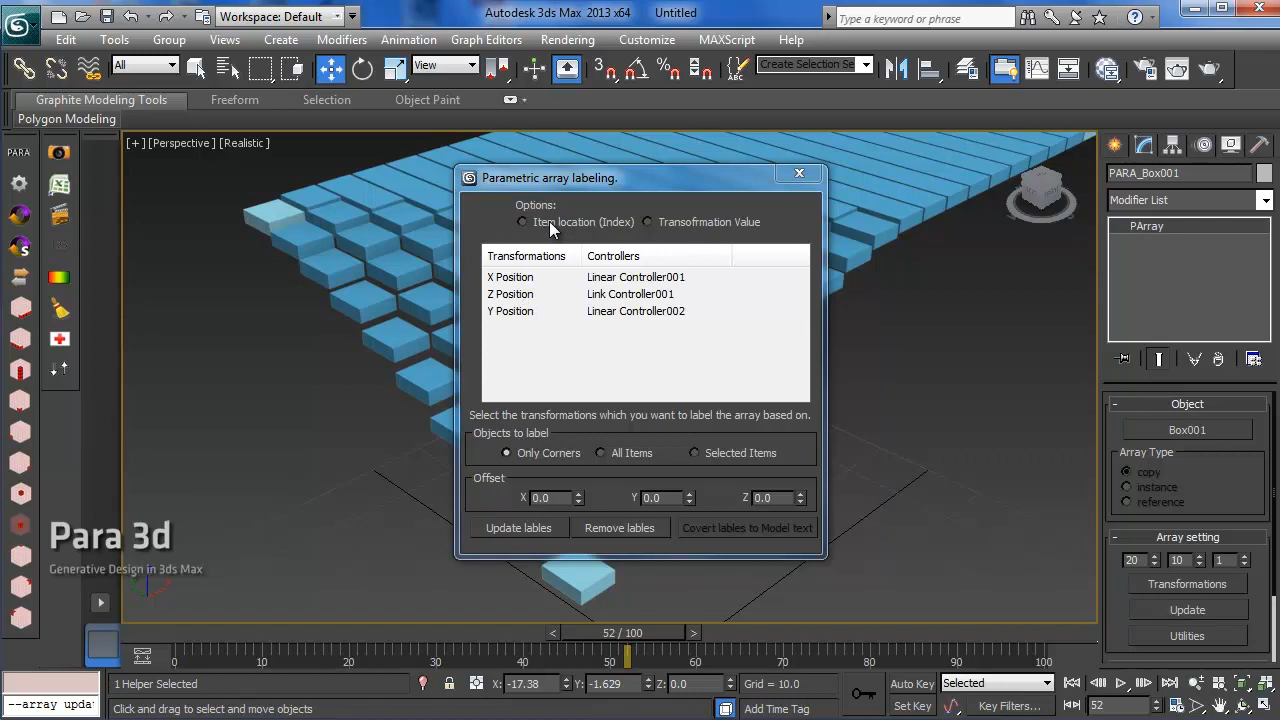 Workspace: Default
Autodesk 3ds Max 2013 x64 Untitled
Type a keyword or phrase
Edit Tools Group Views Create Modifiers Animation Graph Editors Rendering Customize MAXScript Help
All
View
3
Create Selection Se
Graphite Modeling Tools Freeform Selection Object Paint
Polygon Modeling
PARA
[+] [Perspective ] [Realistic ]
Parametric array labeling.
Options:
Item location (Index) Transofrmation Value
Transformations Controllers
X Position Linear Controller001
Z Position Link Controller001
Y Position Linear Controller002
Select the transformations which you want to label the array based on.
Objects to label
Only Corners All Items Selected Items
Offset
X 0.0 Y 0.0 Z 0.0
Update lables Remove lables Covert lables to Model text
PARA_Box001
Modifier List
PArray
- Object
Box001
Array Type
copy
instance
reference
- Array setting
20 10 1
Transformations
Update
Utilities
Para 3d
Generative Design in 3ds Max
< 52 / 100 >
0 10 20 30 40 50 60 70 80 90 100
1 Helper Selected X: -17.38 Y: -1.629 Z: 0.0 Grid = 10.0 Auto Key Selected
--array upda Click and drag to select and move objects Add Time Tag Set Key Key Filters... 52